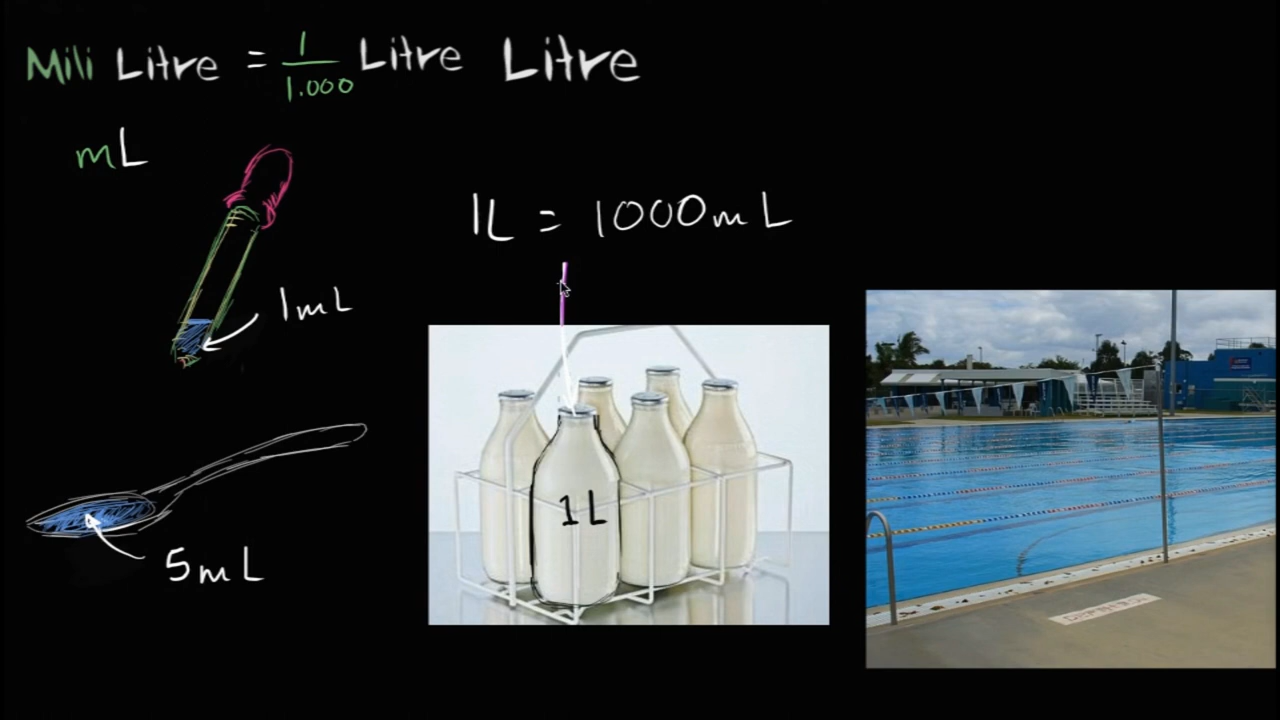 Mili Litre = 1/1.000 Litre Litre
mL
1L = 1000mL
1mL
1L
5mL